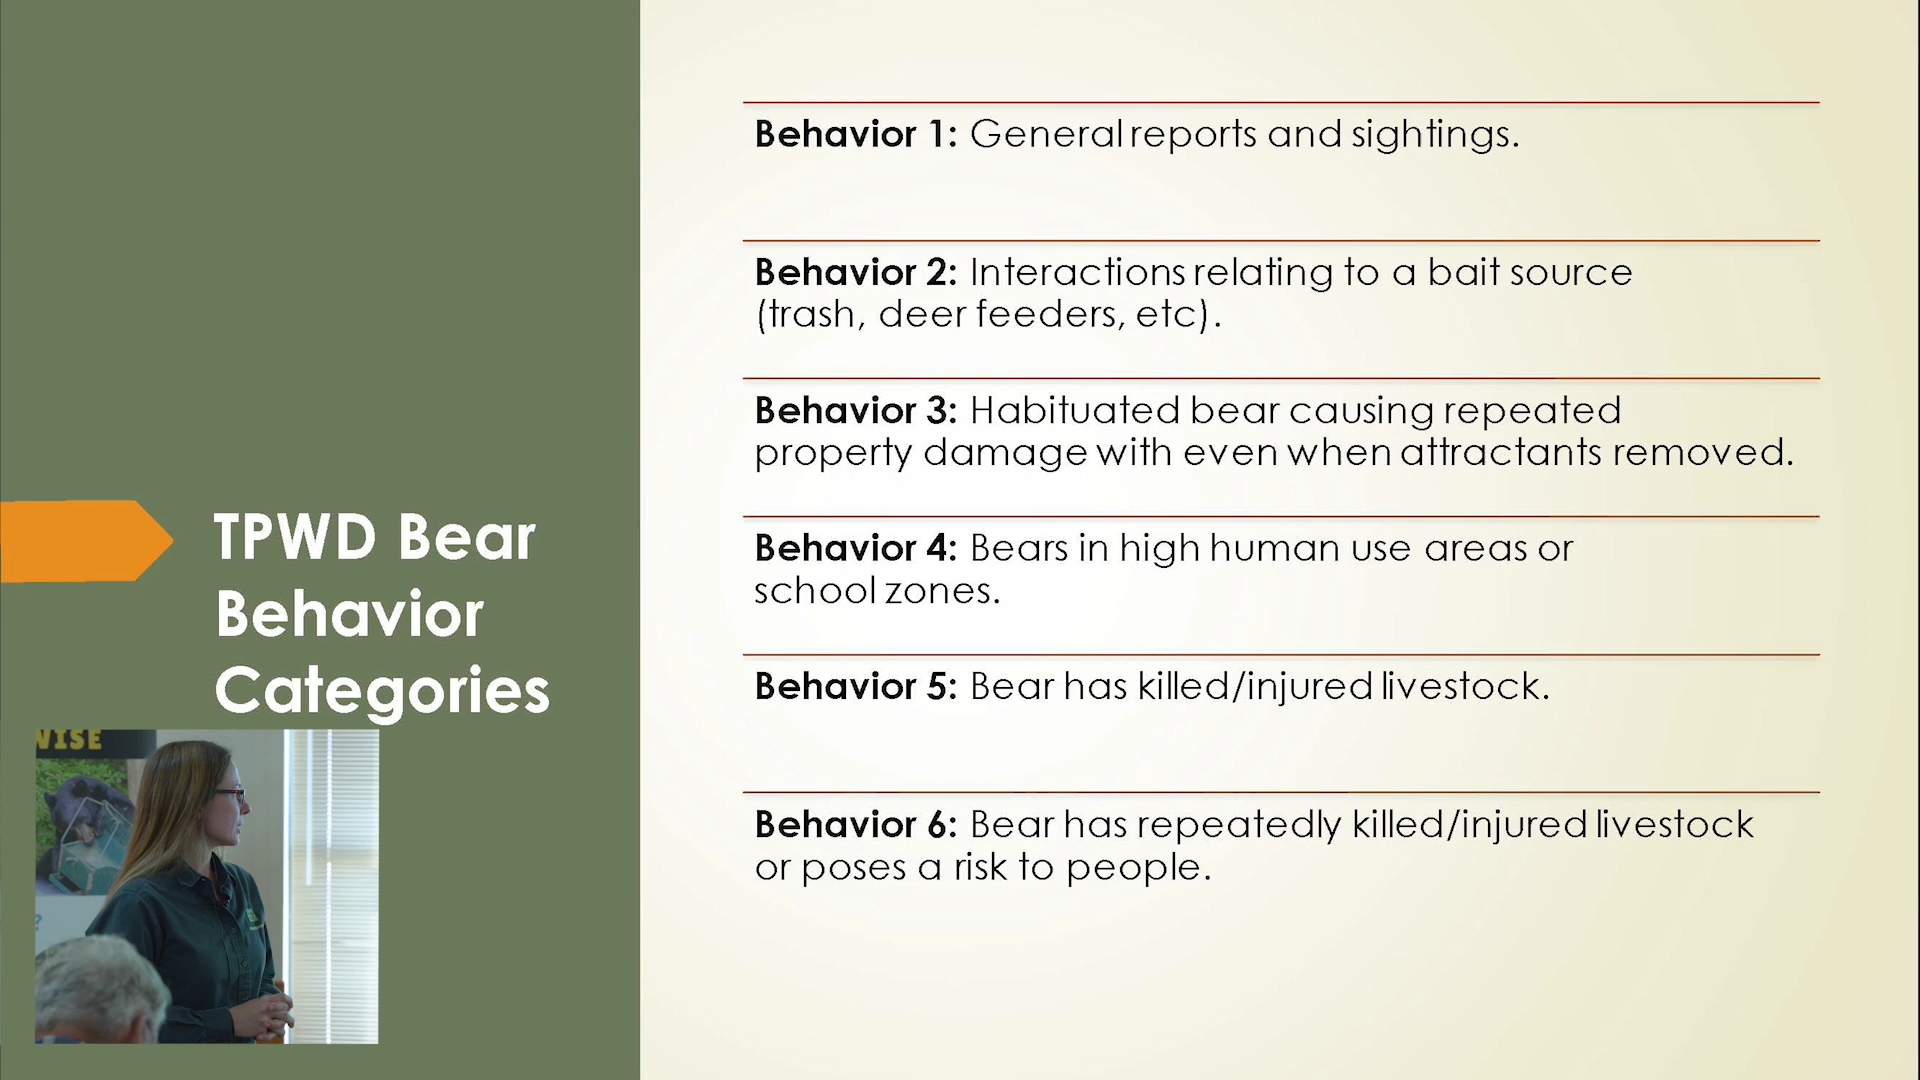 TPWD Bear
Behavior
Categories
Behavior 1: General reports and sightings.
Behavior 2: Interactions relating to a bait source
(trash, deer feeders, etc).
Behavior 3: Habituated bear causing repeated
property damage with even when attractants removed.
Behavior 4: Bears in high human use areas or
school zones.
Behavior 5: Bear has killed/injured livestock.
Behavior 6: Bear has repeatedly killed/injured livestock
or poses a risk to people.
WISE
?